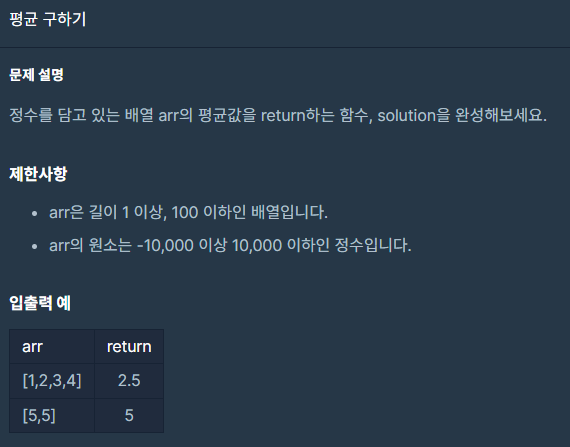 평균 구하기
문제 설명
정수를 담고 있는 배열 arr의 평균값을 return하는 함수, solution을 완성해보세요.
제한사항
• arr은 길이 1 이상, 100 이하인 배열입니다.
• arr의 원소는 -10,000 이상 10,000 이하인 정수입니다.
입출력 예
arr return
[1,2,3,4] 2.5
[5,5] 5